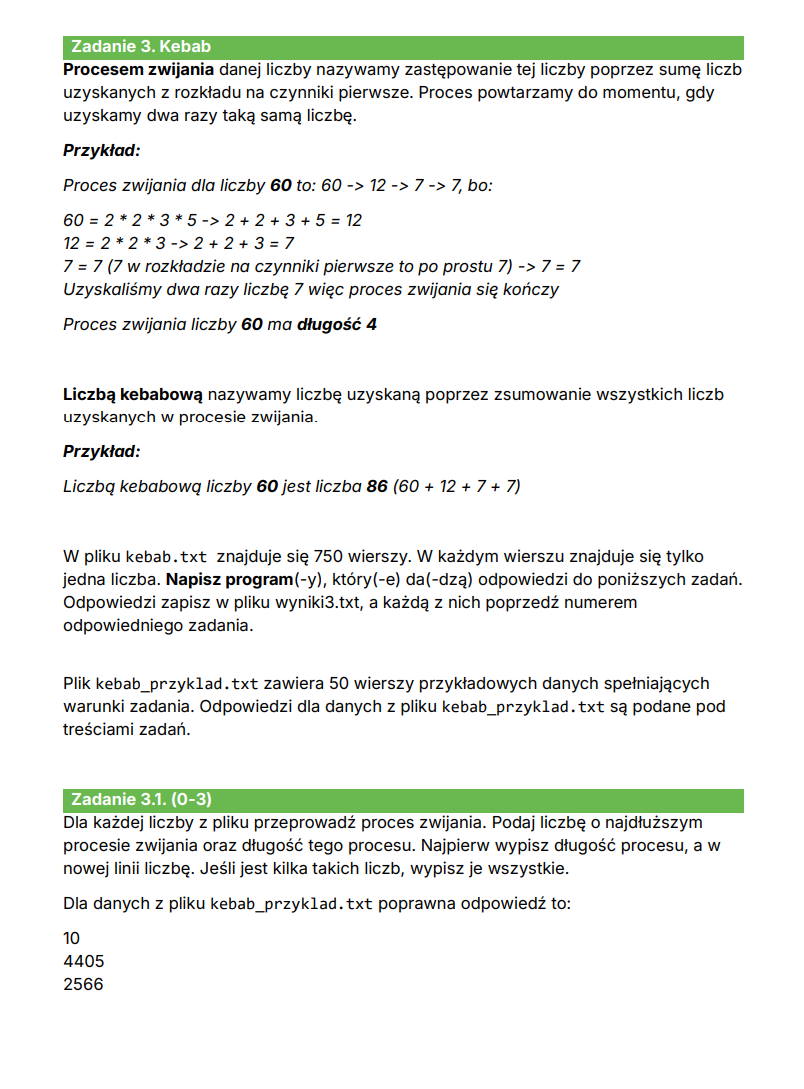 Zadanie 3. Kebab
Procesem zwijania danej liczby nazywamy zastępowanie tej liczby poprzez sumę liczb
uzyskanych z rozkładu na czynniki pierwsze. Proces powtarzamy do momentu, gdy
uzyskamy dwa razy taką samą liczbę.
Przykład:
Proces zwijania dla liczby 60 to: 60 -> 12 -> 7 -> 7, bo:
60 = 2 * 2 * 3 * 5 -> 2 + 2 + 3 + 5 = 12
12 = 2 * 2 * 3 -> 2 + 2 + 3 = 7
7 = 7 (7 w rozkładzie na czynniki pierwsze to po prostu 7) -> 7 = 7
Uzyskaliśmy dwa razy liczbę 7 więc proces zwijania się kończy
Proces zwijania liczby 60 ma długość 4
Liczbą kebabową nazywamy liczbę uzyskaną poprzez zsumowanie wszystkich liczb
uzyskanych w procesie zwijania.
Przykład:
Liczbą kebabową liczby 60 jest liczba 86 (60 + 12 + 7 + 7)
W pliku kebab.txt znajduje się 750 wierszy. W każdym wierszu znajduje się tylko
jedna liczba. Napisz program(-y), który(-e) da(-dzą) odpowiedzi do poniższych zadań.
Odpowiedzi zapisz w pliku wyniki3.txt, a każdą z nich poprzedź numerem
odpowiedniego zadania.
Plik kebab_przyklad.txt zawiera 50 wierszy przykładowych danych spełniających
warunki zadania. Odpowiedzi dla danych z pliku kebab_przyklad.txt są podane pod
treściami zadań.
Zadanie 3.1. (0-3)
Dla każdej liczby z pliku przeprowadź proces zwijania. Podaj liczbę o najdłuższym
procesie zwijania oraz długość tego procesu. Najpierw wypisz długość procesu, a w
nowej linii liczbę. Jeśli jest kilka takich liczb, wypisz je wszystkie.
Dla danych z pliku kebab_przyklad.txt poprawna odpowiedź to:
10
4405
2566